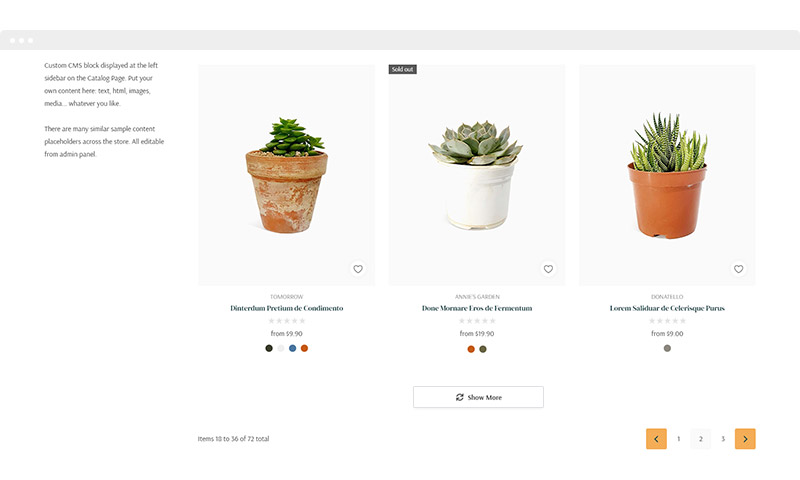 Custom CMS block displayed at the left
sidebar on the Catalog Page. Put your
own content here: text, html, images,
media... whatever you like.
There are many similar sample content
placeholders across the store. All editable
from admin panel.
Sold out
TOMORROW
Dinterdum Pretium de Condimento
from $9.90
ANNIE'S GARDEN
Done Mornare Eros de Fermentum
from $19.90
DONATELLO
Lorem Saliduar de Celerisque Purus
from $9.00
Show More
Items 18 to 36 of 72 total
1 2 3